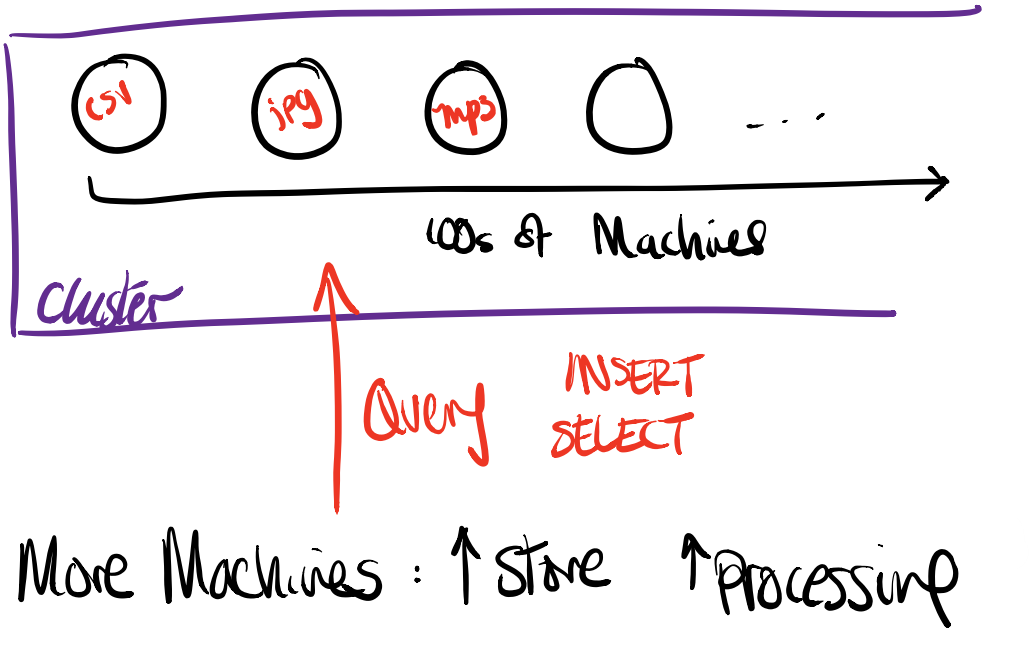 csv jpg mp3 ...
100s of Machines
Cluster
Query INSERT
SELECT
More Machines : ↑ Store ↑ Processing